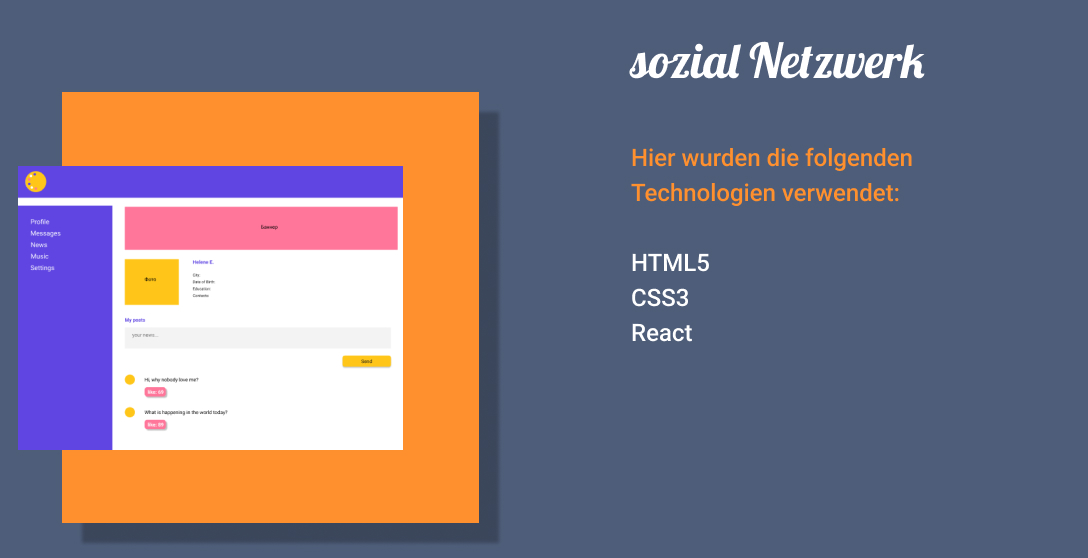 sozial Netzwerk
Hier wurden die folgenden
Technologien verwendet:
HTML5
CSS3
React
Profile
Messages
News
Music
Settings
Баннер
Фото
Helene E.
City
Date of Birth
Education
Contacts
My posts
your news...
Send
Hi, why nobody love me?
like 89
What is happening in the world today?
like 89